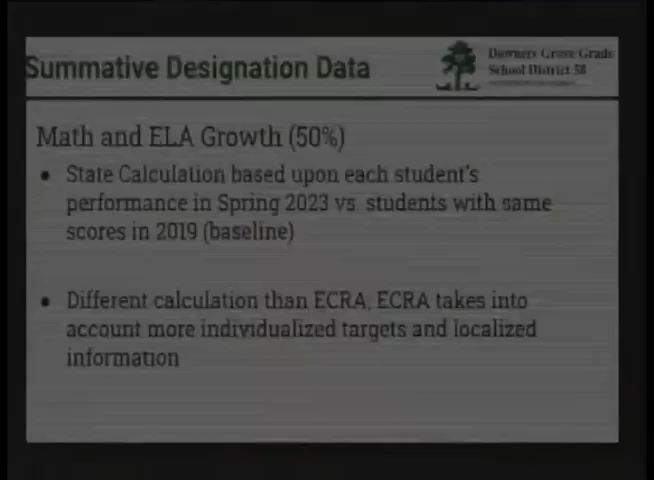 Summative Designation Data
Downers Grove Grade
School District 58
Math and ELA Growth (50%)
• State Calculation based upon each student's
performance in Spring 2023 vs. students with same
scores in 2019 (baseline)
• Different calculation than ECRA; ECRA takes into
account more individualized targets and localized
information